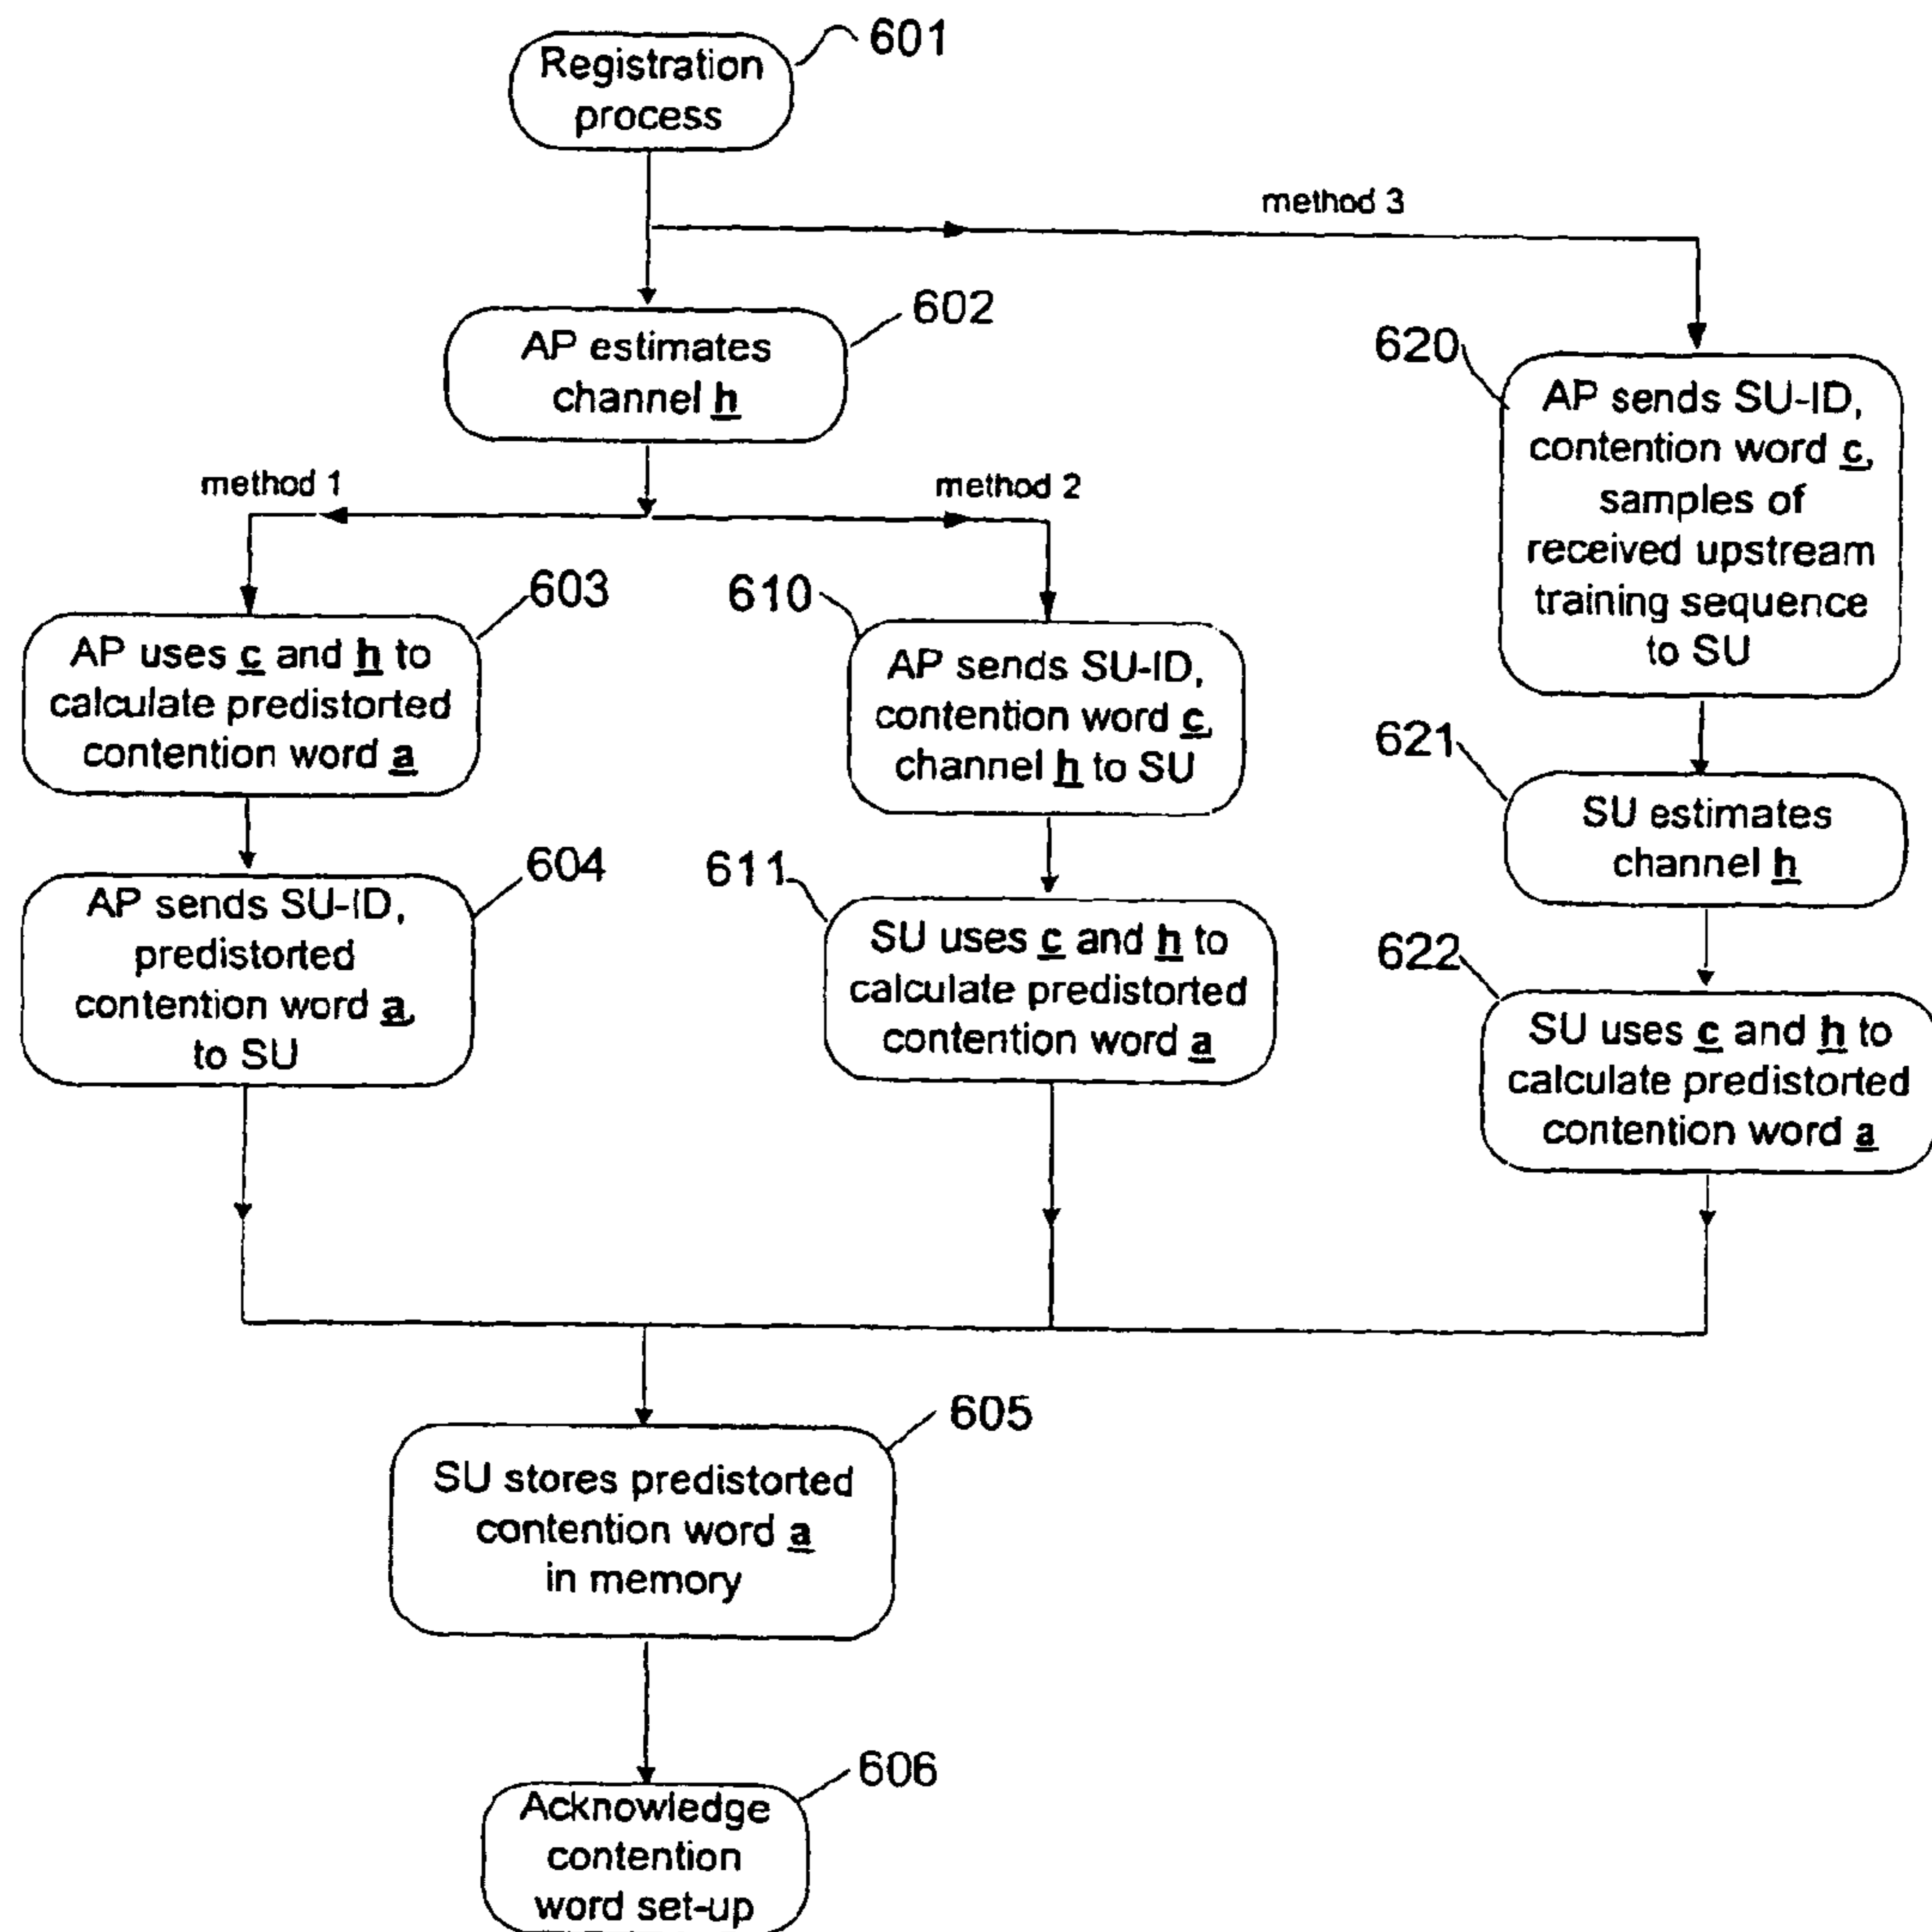 601
Registration
process
method 3
602
AP estimates
channel h
620
AP sends SU-ID,
contention word c,
samples of
received upstream
training sequence
to SU
method 1
method 2
603
AP uses c and h to
calculate predistorted
contention word a
610
AP sends SU-ID,
contention word c,
channel h to SU
621
SU estimates
channel h
604
AP sends SU-ID,
predistorted
contention word a,
to SU
611
SU uses c and h to
calculate predistorted
contention word a
622
SU uses c and h to
calculate predistorted
contention word a
605
SU stores predistorted
contention word a
in memory
606
Acknowledge
contention
word set-up